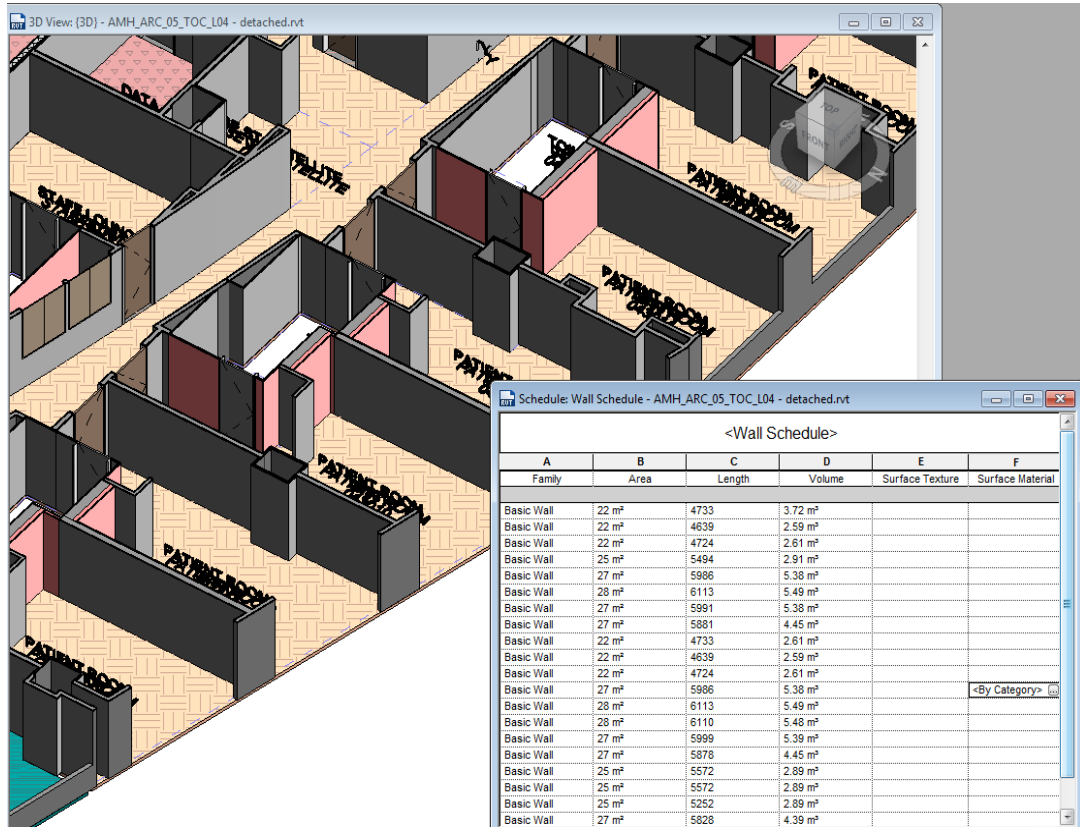 3D View: {3D} - AMH_ARC_05_TOC_L04 - detached.rvt
DATA
STAFF LOUNGE
PATIENT ROOM
PATIENT ROOM
PATIENT ROOM
PATIENT ROOM
PATIENT ROOM
PATIENT ROOM
TOP
FRONT
Schedule: Wall Schedule - AMH_ARC_05_TOC_L04 - detached.rvt
<Wall Schedule>
A B C D E F
Family Area Length Volume Surface Texture Surface Material
Basic Wall 22 m² 4733 3.72 m³
Basic Wall 22 m² 4639 2.59 m³
Basic Wall 22 m² 4724 2.61 m³
Basic Wall 25 m² 5494 2.91 m³
Basic Wall 27 m² 5986 5.38 m³
Basic Wall 28 m² 6113 5.49 m³
Basic Wall 27 m² 5991 5.38 m³
Basic Wall 27 m² 5881 4.45 m³
Basic Wall 22 m² 4733 2.61 m³
Basic Wall 22 m² 4639 2.59 m³
Basic Wall 22 m² 4724 2.61 m³
Basic Wall 27 m² 5986 5.38 m³ <By Category> ...
Basic Wall 28 m² 6113 5.49 m³
Basic Wall 28 m² 6110 5.48 m³
Basic Wall 27 m² 5999 5.39 m³
Basic Wall 27 m² 5878 4.45 m³
Basic Wall 25 m² 5572 2.89 m³
Basic Wall 25 m² 5572 2.89 m³
Basic Wall 25 m² 5252 2.89 m³
Basic Wall 27 m² 5828 4.39 m³